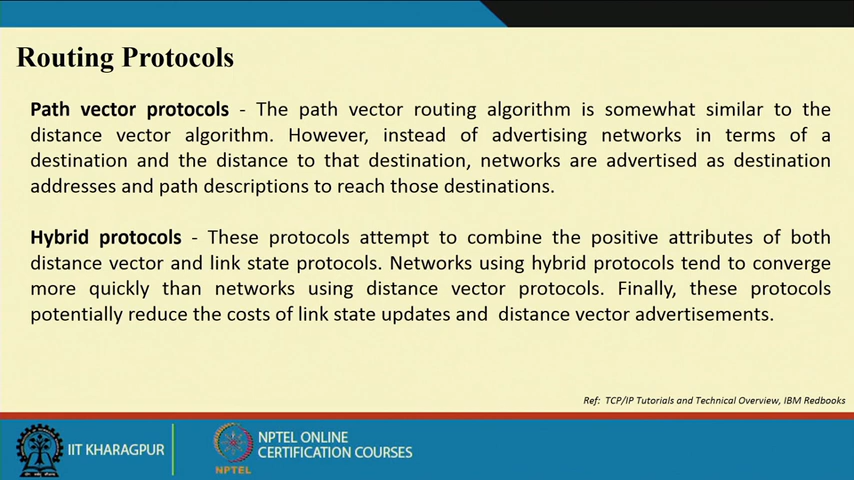 Routing Protocols
Path vector protocols - The path vector routing algorithm is somewhat similar to the
distance vector algorithm. However, instead of advertising networks in terms of a
destination and the distance to that destination, networks are advertised as destination
addresses and path descriptions to reach those destinations.
Hybrid protocols - These protocols attempt to combine the positive attributes of both
distance vector and link state protocols. Networks using hybrid protocols tend to converge
more quickly than networks using distance vector protocols. Finally, these protocols
potentially reduce the costs of link state updates and distance vector advertisements.
Ref: TCP/IP Tutorials and Technical Overview, IBM Redbooks
IIT KHARAGPUR
NPTEL
NPTEL ONLINE
CERTIFICATION COURSES